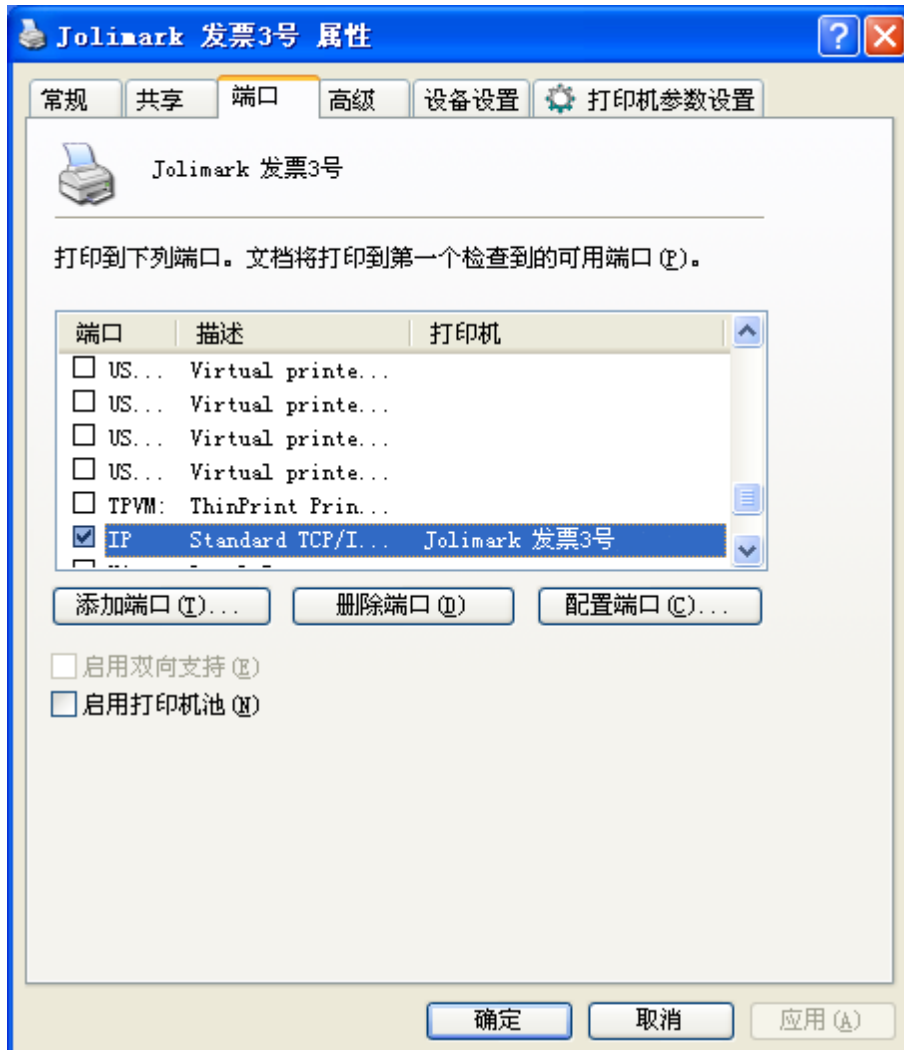 Jolimark 发票3号 属性
常规 共享 端口 高级 设备设置 打印机参数设置
Jolimark 发票3号
打印到下列端口。文档将打印到第一个检查到的可用端口(P)。
端口 描述 打印机
US... Virtual printe...
US... Virtual printe...
US... Virtual printe...
US... Virtual printe...
TPVM: ThinPrint Prin...
IP Standard TCP/I... Jolimark 发票3号
添加端口(T)... 删除端口(D) 配置端口(C)...
启用双向支持(E)
启用打印机池(N)
确定 取消 应用(A)